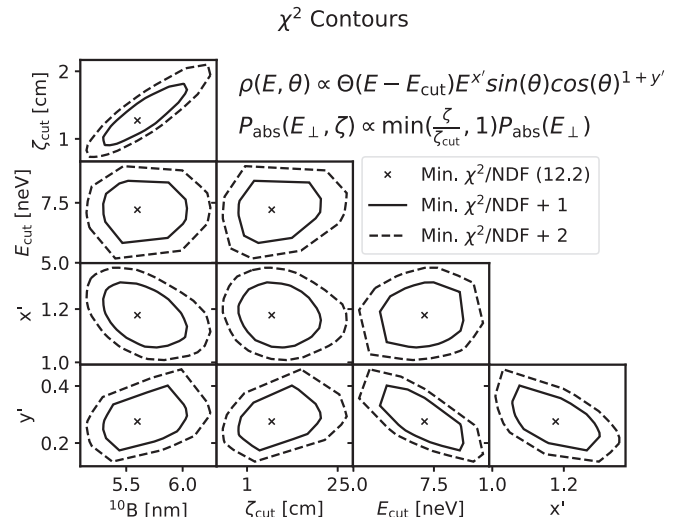 χ² Contours
ρ(E, θ) ∝ Θ(E − E_cut)E^x′ sin(θ)cos(θ)^1+y′
P_abs(E_⊥, ζ) ∝ min(ζ/ζ_cut, 1)P_abs(E_⊥)
× Min. χ²/NDF (12.2)
Min. χ²/NDF + 1
Min. χ²/NDF + 2
ζ_cut [cm]
2
1
E_cut [neV]
7.5
5.0
x'
1.2
1.0
y'
0.4
0.2
5.5 6.0 1 25.0 7.5 1.0 1.2
¹⁰B [nm] ζ_cut [cm] E_cut [neV] x'